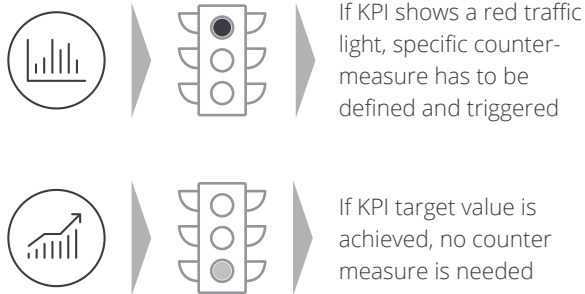 If KPI shows a red traffic
light, specific counter-
measure has to be
defined and triggered
If KPI target value is
achieved, no counter
measure is needed